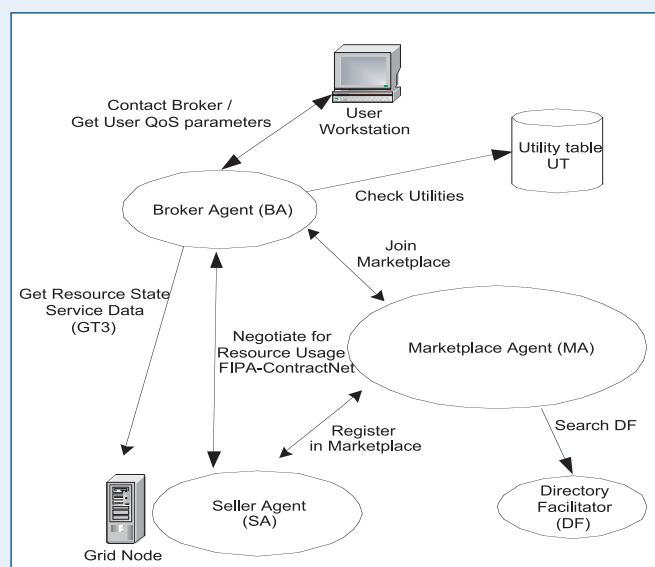 Contact Broker /
Get User QoS parameters
User
Workstation
Utility table
UT
Check Utilities
Broker Agent (BA)
Join
Marketplace
Get Resource State
Service Data
(GT3)
Negotiate for
Resource Usage
FIPA-ContractNet
Marketplace Agent (MA)
Register
in Marketplace
Search DF
Seller Agent
(SA)
Directory
Facilitator
(DF)
Grid Node